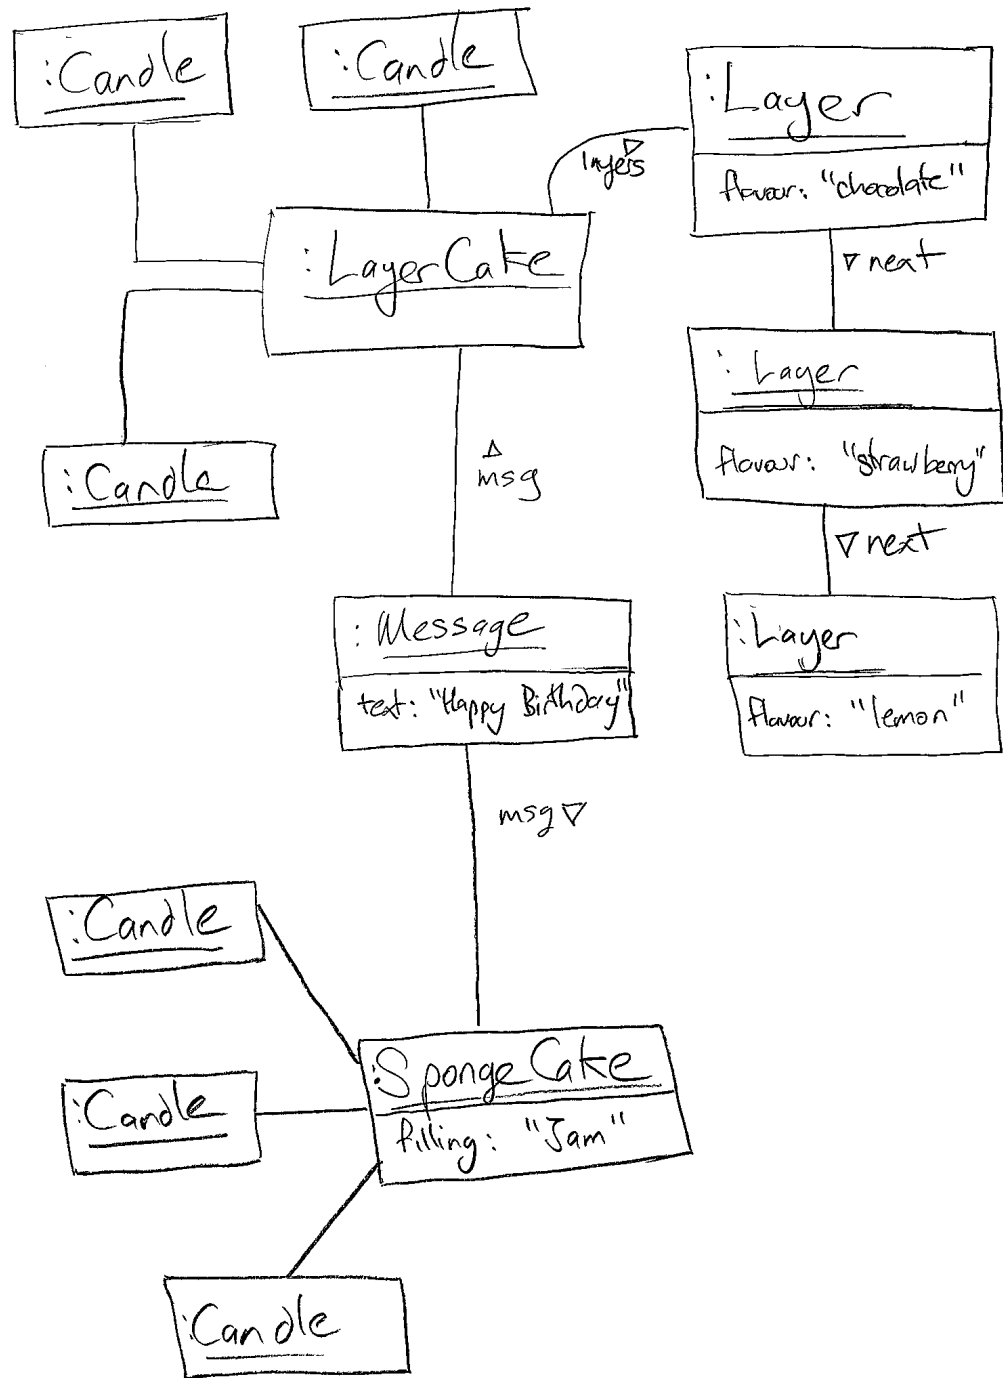 :Candle
:Candle
:Layer
flavour: "chocolate"
layers
:LayerCake
next
:Layer
flavour: "strawberry"
:Candle
msg
next
:Message
text: "Happy Birthday"
:Layer
flavour: "lemon"
msg
:Candle
:SpongeCake
filling: "Jam"
:Candle
:Candle